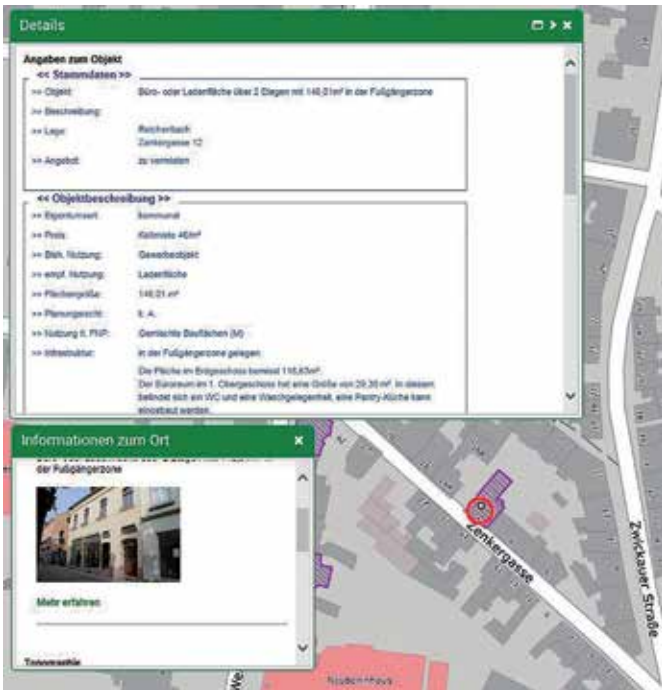 Details
Angaben zum Objekt
<< Stammdaten >>
>> Objekt: Büro- oder Ladenfläche über 2 Etagen mit 148,01m² in der Fußgängerzone
>> Beschreibung:
>> Lage: Reichenbach
Zenkergasse 12
>> Angebot: zu vermieten
<< Objektbeschreibung >>
>> Eigentumsart: kommunal
>> Preis: Kaltmiete 4€/m²
>> Bish. Nutzung: Gewerbeobjekt
>> empf. Nutzung: Ladenfläche
>> Flächengröße: 148,01 m²
>> Planungsrecht: k. A.
>> Nutzung lt. FNP: Gemischte Bauflächen (M)
>> Infrastruktur: in der Fußgängerzone gelegen
Die Fläche im Erdgeschoss bemisst 118,63m².
Der Büroraum im 1. Obergeschoss hat eine Größe von 29,38 m². In diesem
befindet sich ein WC und eine Waschgelegenheit, eine Pantry-Küche kann
eingebaut werden.
Informationen zum Ort
der Fußgängerzone
Mehr erfahren
Topographie
Zenkergasse
Zwickauer Straße
We